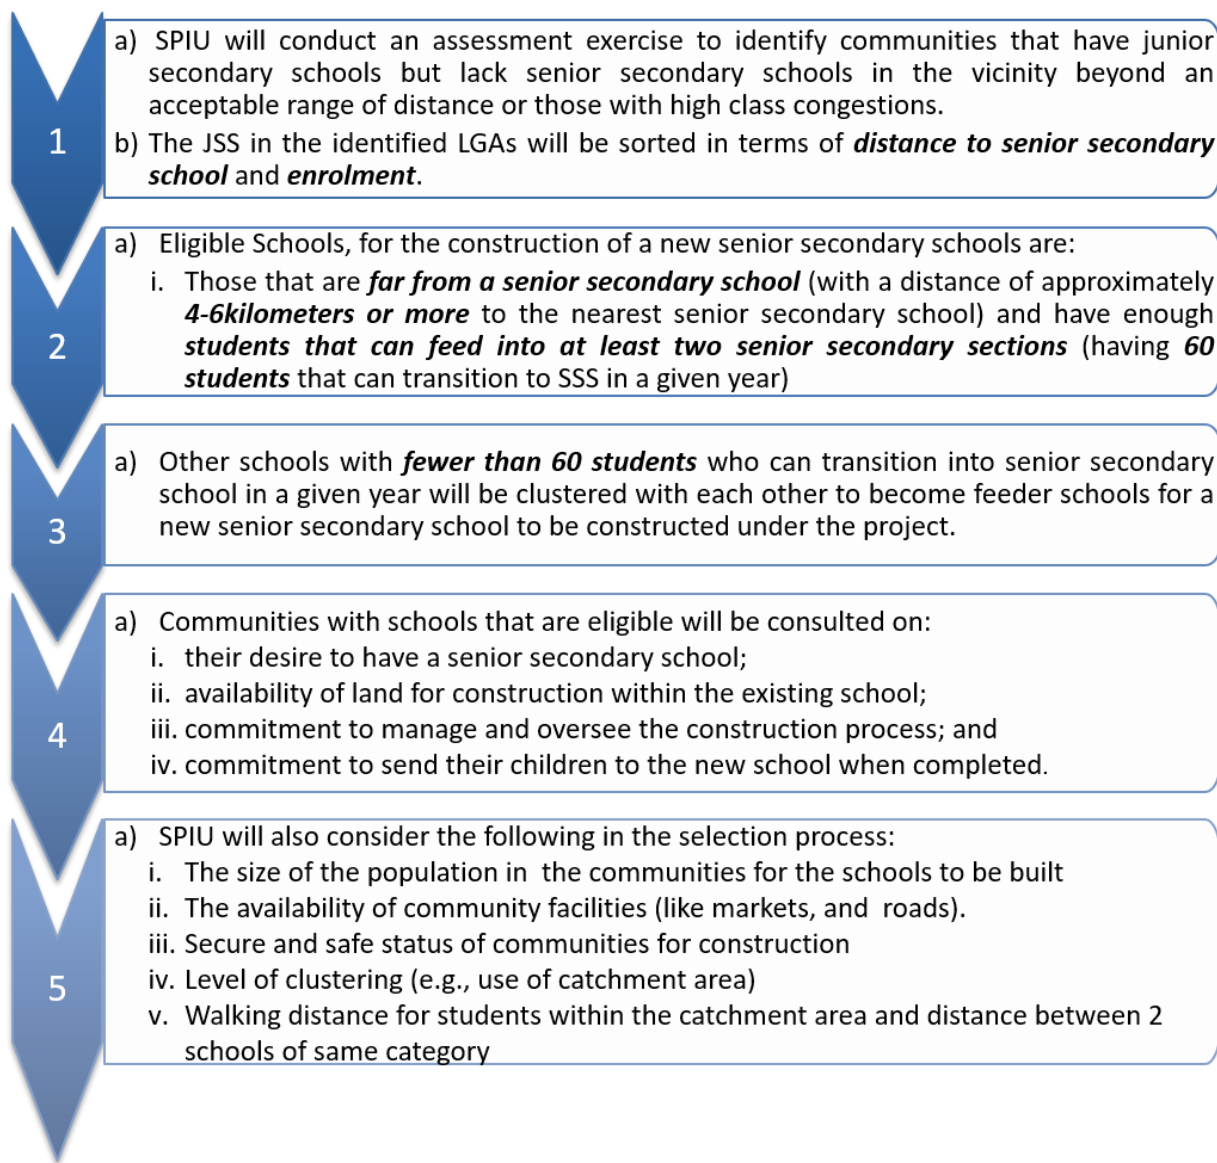 1
a) SPIU will conduct an assessment exercise to identify communities that have junior
secondary schools but lack senior secondary schools in the vicinity beyond an
acceptable range of distance or those with high class congestions.
b) The JSS in the identified LGAs will be sorted in terms of distance to senior secondary
school and enrolment.
2
a) Eligible Schools, for the construction of a new senior secondary schools are:
i. Those that are far from a senior secondary school (with a distance of approximately
4-6kilometers or more to the nearest senior secondary school) and have enough
students that can feed into at least two senior secondary sections (having 60
students that can transition to SSS in a given year)
3
a) Other schools with fewer than 60 students who can transition into senior secondary
school in a given year will be clustered with each other to become feeder schools for a
new senior secondary school to be constructed under the project.
4
a) Communities with schools that are eligible will be consulted on:
i. their desire to have a senior secondary school;
ii. availability of land for construction within the existing school;
iii. commitment to manage and oversee the construction process; and
iv. commitment to send their children to the new school when completed.
5
a) SPIU will also consider the following in the selection process:
i. The size of the population in the communities for the schools to be built
ii. The availability of community facilities (like markets, and roads).
iii. Secure and safe status of communities for construction
iv. Level of clustering (e.g., use of catchment area)
v. Walking distance for students within the catchment area and distance between 2
schools of same category